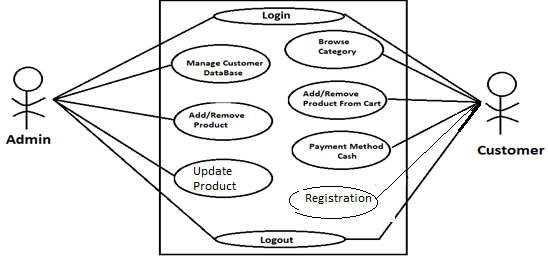 Login
Browse
Category
Manage Customer
DataBase
Add/Remove
Product From Cart
Admin
Add/Remove
Product
Customer
Payment Method
Cash
Update
Product
Registration
Logout